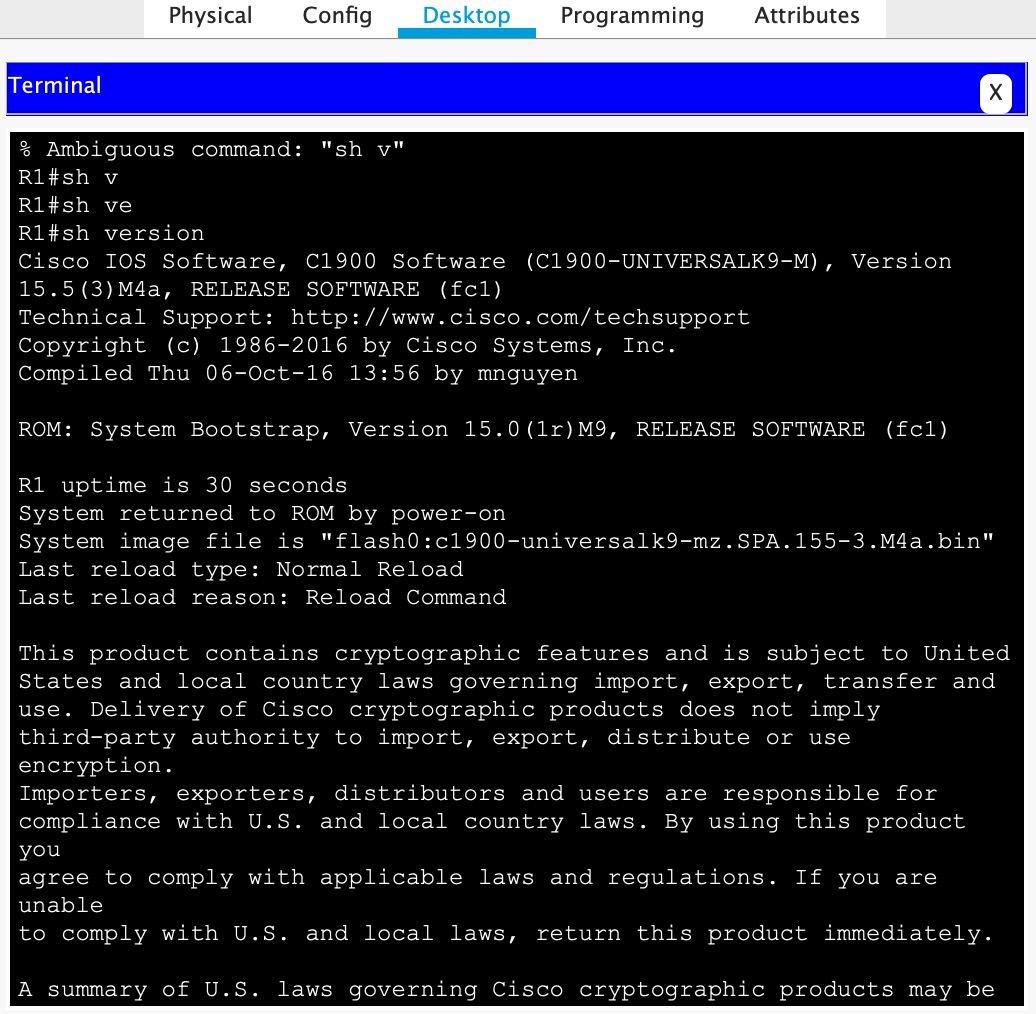 Physical Config Desktop Programming Attributes
Terminal
X
% Ambiguous command: "sh v"
R1#sh v
R1#sh ve
R1#sh version
Cisco IOS Software, C1900 Software (C1900-UNIVERSALK9-M), Version
15.5(3)M4a, RELEASE SOFTWARE (fc1)
Technical Support: http://www.cisco.com/techsupport
Copyright (c) 1986-2016 by Cisco Systems, Inc.
Compiled Thu 06-Oct-16 13:56 by mnguyen
ROM: System Bootstrap, Version 15.0(1r)M9, RELEASE SOFTWARE (fc1)
R1 uptime is 30 seconds
System returned to ROM by power-on
System image file is "flash0:c1900-universalk9-mz.SPA.155-3.M4a.bin"
Last reload type: Normal Reload
Last reload reason: Reload Command
This product contains cryptographic features and is subject to United
States and local country laws governing import, export, transfer and
use. Delivery of Cisco cryptographic products does not imply
third-party authority to import, export, distribute or use
encryption.
Importers, exporters, distributors and users are responsible for
compliance with U.S. and local country laws. By using this product
you
agree to comply with applicable laws and regulations. If you are
unable
to comply with U.S. and local laws, return this product immediately.
A summary of U.S. laws governing Cisco cryptographic products may be